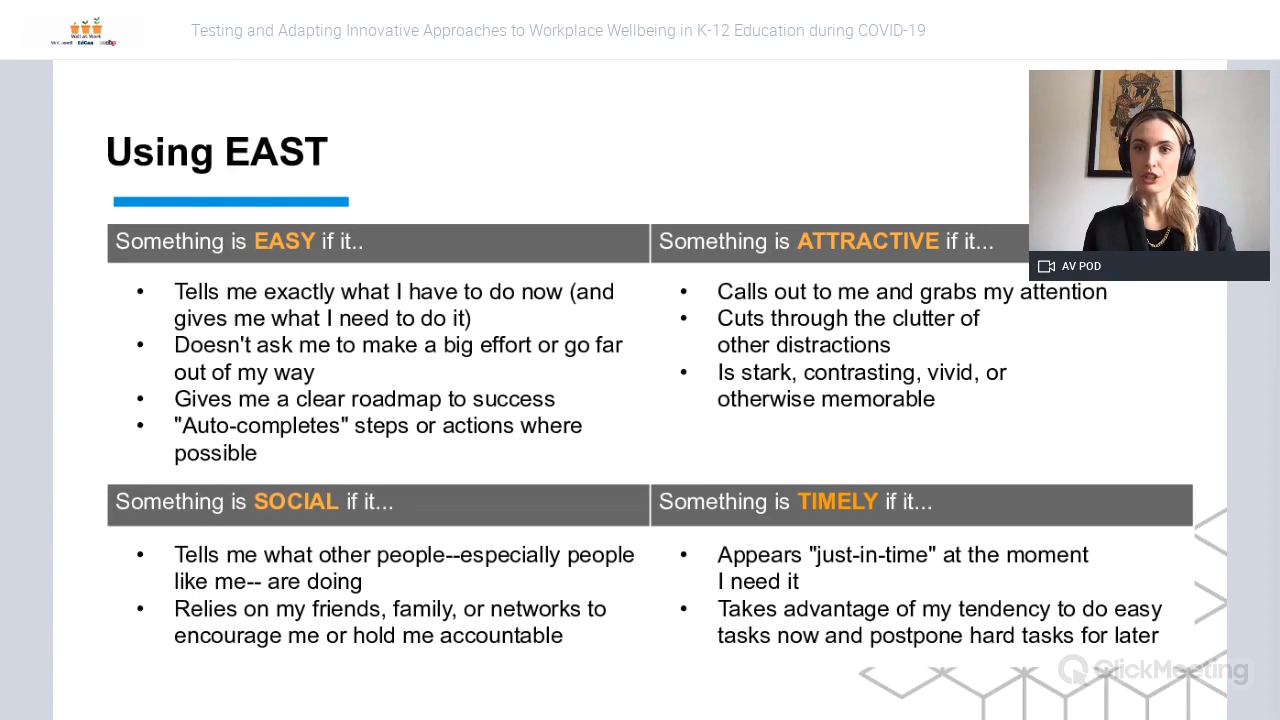 Well at Work
McConnell EdCan
Testing and Adapting Innovative Approaches to Workplace Wellbeing in K-12 Education during COVID-19
Using EAST
Something is EASY if it..
Tells me exactly what I have to do now (and
gives me what I need to do it)
Doesn't ask me to make a big effort or go far
out of my way
Gives me a clear roadmap to success
"Auto-completes" steps or actions where
possible
Something is ATTRACTIVE if it...
Calls out to me and grabs my attention
Cuts through the clutter of
other distractions
Is stark, contrasting, vivid, or
otherwise memorable
AV POD
Something is SOCIAL if it...
Tells me what other people--especially people
like me-- are doing
Relies on my friends, family, or networks to
encourage me or hold me accountable
Something is TIMELY if it...
Appears "just-in-time" at the moment
I need it
Takes advantage of my tendency to do easy
tasks now and postpone hard tasks for later
ClickMeeting